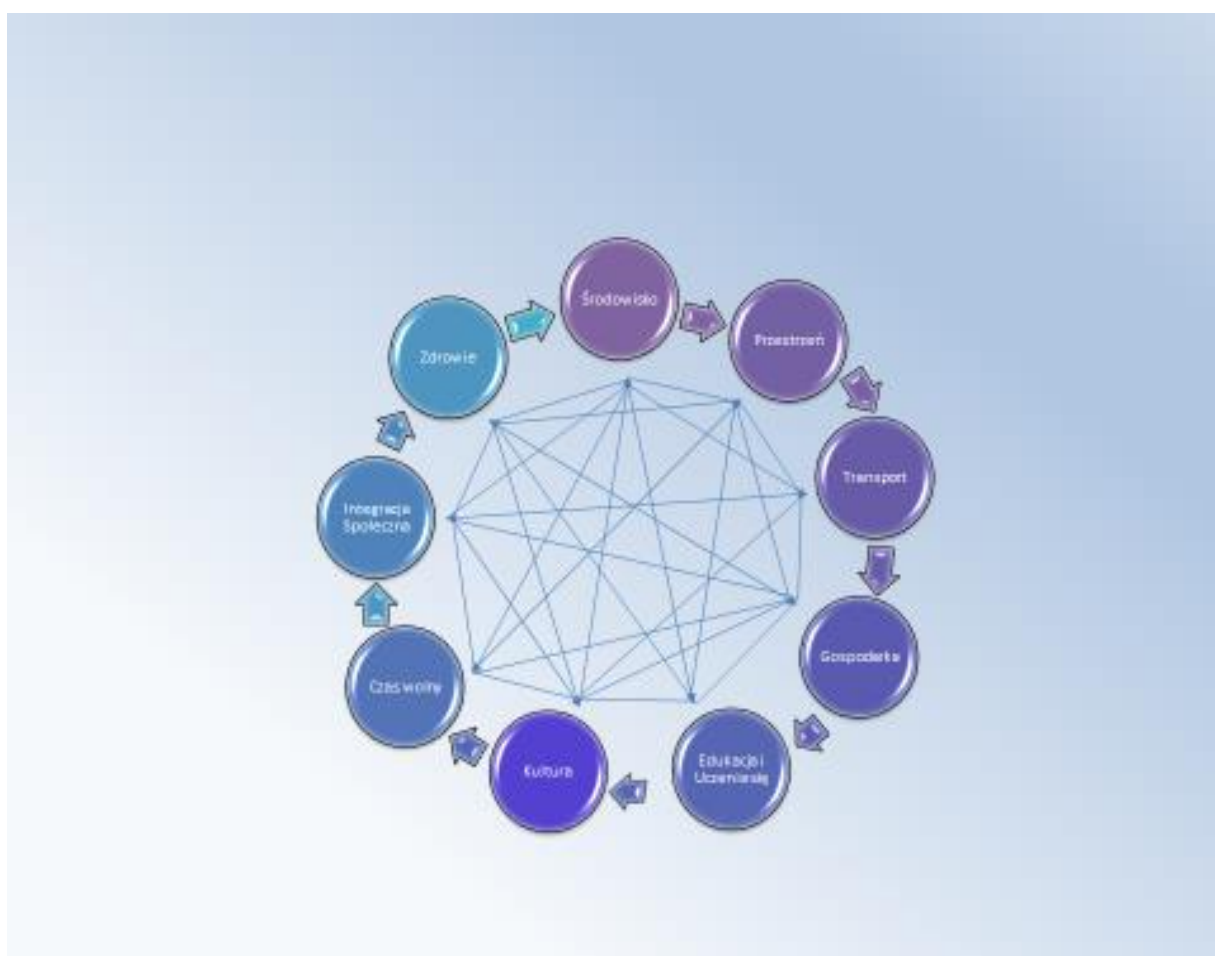 Środowisko
Przestrzeń
Transport
Gospodarka
Edukacja i
Uczenie się
Kultura
Czas wolny
Integracja
Społeczna
Zdrowie